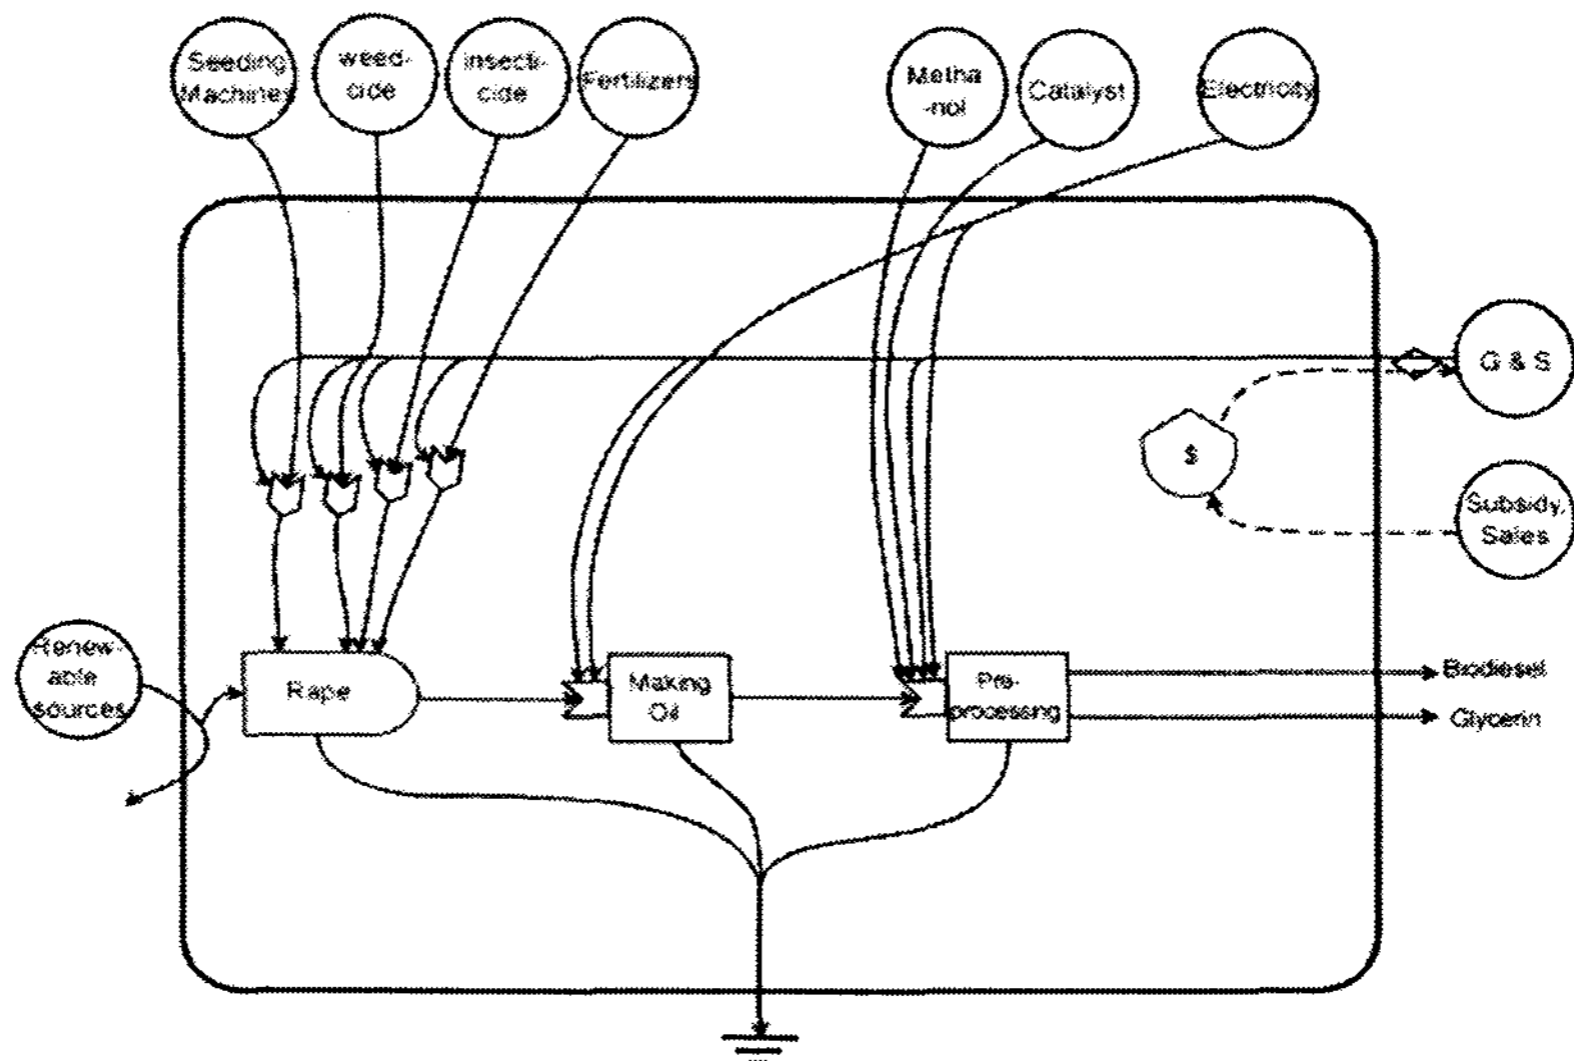 Seeding
Machines
weed-
cide
insecti-
cide
Fertilizers
Metha
-nol
Catalyst
Electricity
G & S
$
Subsidy,
Sales
Renew-
able
sources
Rape
Making
Oil
Pre-
processing
Biodiesel
Glycerin